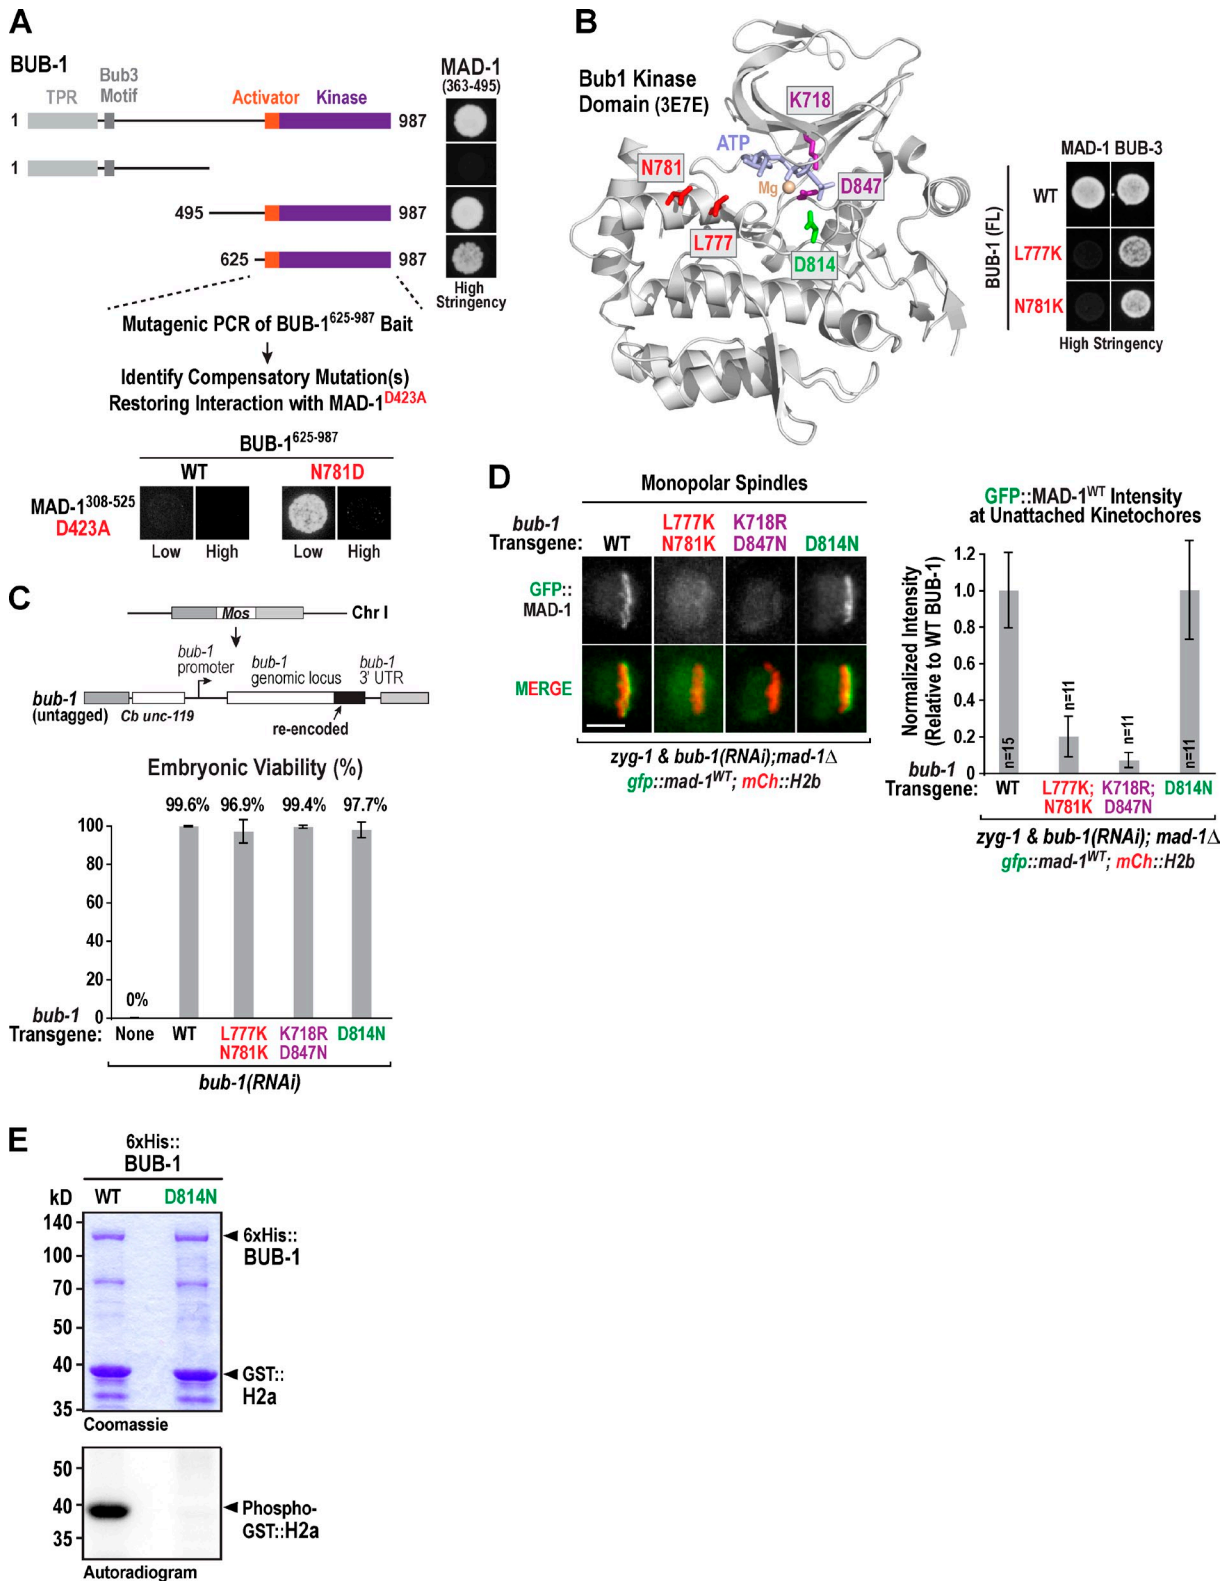 A
BUB-1
TPR
Bub3
Motif
Activator
Kinase
MAD-1
(363-495)
1
987
1
495
987
625
987
High
Stringency
Mutagenic PCR of BUB-1625-987 Bait
Identify Compensatory Mutation(s)
Restoring Interaction with MAD-1D423A
BUB-1625-987
WT
N781D
MAD-1308-525
D423A
Low
High
Low
High
B
Bub1 Kinase
Domain (3E7E)
K718
ATP
N781
Mg
D847
L777
D814
MAD-1 BUB-3
BUB-1 (FL)
WT
L777K
N781K
High Stringency
C
Mos
Chr I
bub-1
promoter
bub-1
genomic locus
bub-1
3' UTR
bub-1
(untagged)
Cb unc-119
re-encoded
Embryonic Viability (%)
99.6%
96.9%
99.4%
97.7%
100
80
60
40
20
0
0%
bub-1
Transgene:
None
WT
L777K
N781K
K718R
D847N
D814N
bub-1(RNAi)
D
Monopolar Spindles
bub-1
Transgene:
WT
L777K
N781K
K718R
D847N
D814N
GFP::
MAD-1
MERGE
zyg-1 & bub-1(RNAi);mad-1Δ
gfp::mad-1WT; mCh::H2b
GFP::MAD-1WT Intensity
at Unattached Kinetochores
Normalized Intensity
(Relative to WT BUB-1)
1.2
1.0
0.8
0.6
0.4
0.2
0
n=15
n=11
n=11
n=11
bub-1
Transgene:
WT
L777K;
N781K
K718R;
D847N
D814N
zyg-1 & bub-1(RNAi); mad-1Δ
gfp::mad-1WT; mCh::H2b
E
6xHis::
BUB-1
kD
WT
D814N
140
100
70
50
40
35
6xHis::
BUB-1
GST::
H2a
Coomassie
50
40
35
Phospho-
GST::H2a
Autoradiogram